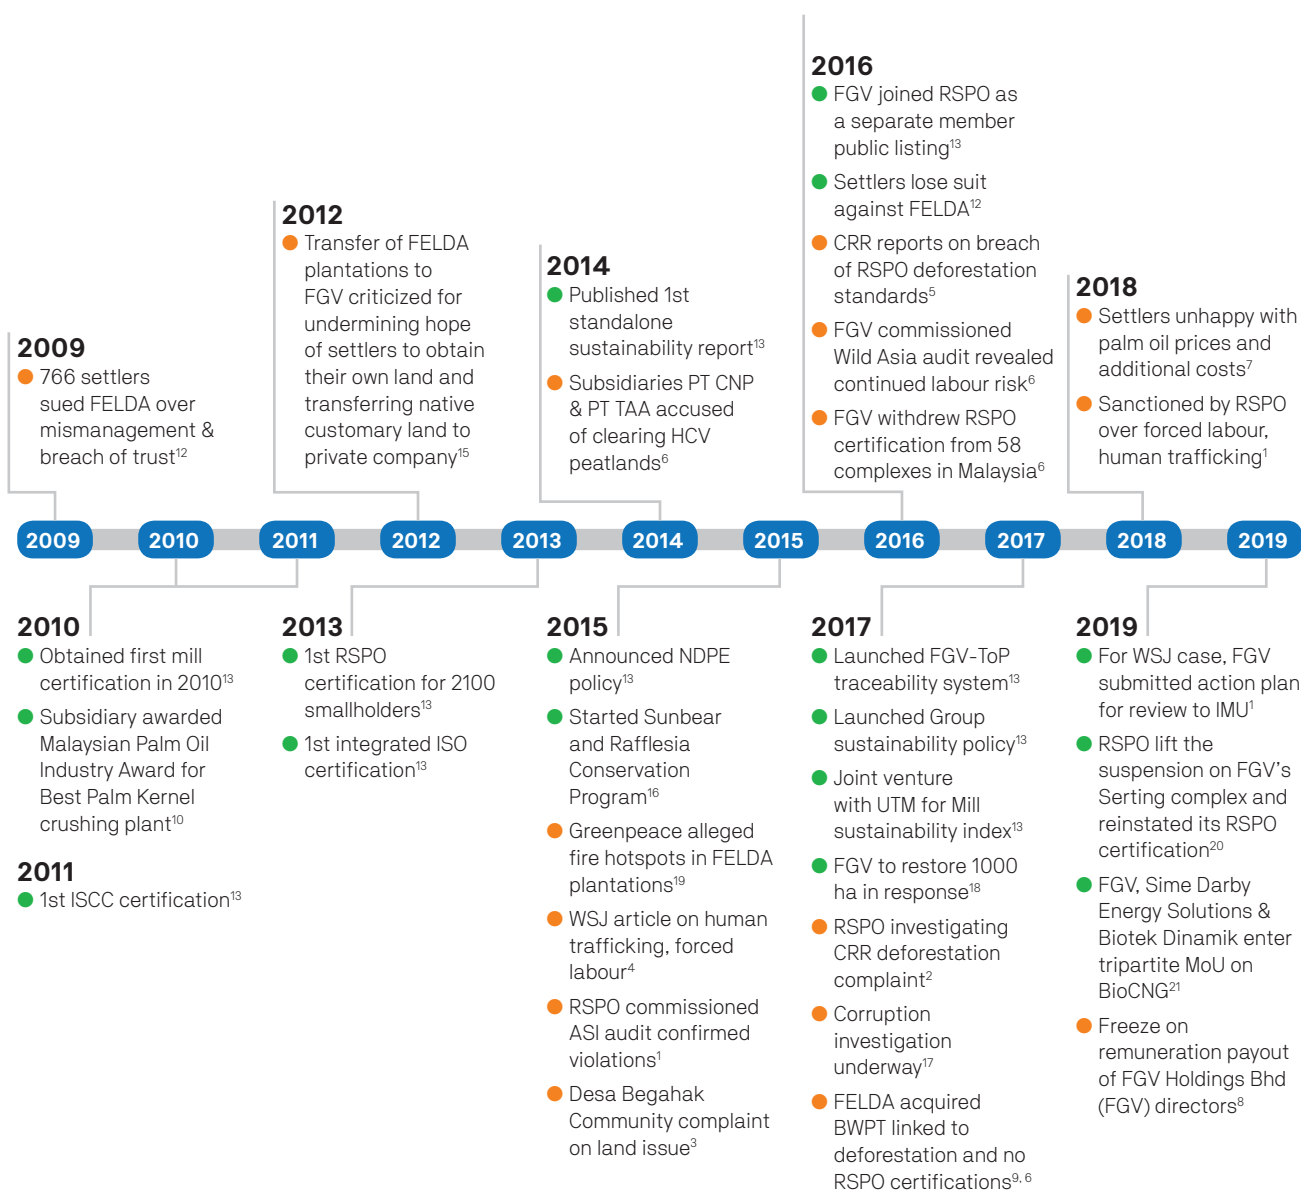 2009
766 settlers
sued FELDA over
mismanagement &
breach of trust¹²
2012
Transfer of FELDA
plantations to
FGV criticized for
undermining hope
of settlers to obtain
their own land and
transferring native
customary land to
private company¹⁵
2014
Published 1st
standalone
sustainability report¹³
Subsidiaries PT CNP
& PT TAA accused
of clearing HCV
peatlands⁶
2016
FGV joined RSPO as
a separate member
public listing¹³
Settlers lose suit
against FELDA¹²
CRR reports on breach
of RSPO deforestation
standards⁵
FGV commissioned
Wild Asia audit revealed
continued labour risk⁶
FGV withdrew RSPO
certification from 58
complexes in Malaysia⁶
2018
Settlers unhappy with
palm oil prices and
additional costs⁷
Sanctioned by RSPO
over forced labour,
human trafficking¹
2009 2010 2011 2012 2013 2014 2015 2016 2017 2018 2019
2010
Obtained first mill
certification in 2010¹³
Subsidiary awarded
Malaysian Palm Oil
Industry Award for
Best Palm Kernel
crushing plant¹⁰
2011
1st ISCC certification¹³
2013
1st RSPO
certification for 2100
smallholders¹³
1st integrated ISO
certification¹³
2015
Announced NDPE
policy¹³
Started Sunbear
and Rafflesia
Conservation
Program¹⁶
Greenpeace alleged
fire hotspots in FELDA
plantations¹⁹
WSJ article on human
trafficking, forced
labour⁴
RSPO commissioned
ASI audit confirmed
violations¹
Desa Begahak
Community complaint
on land issue³
2017
Launched FGV-ToP
traceability system¹³
Launched Group
sustainability policy¹³
Joint venture
with UTM for Mill
sustainability index¹³
FGV to restore 1000
ha in response¹⁸
RSPO investigating
CRR deforestation
complaint²
Corruption
investigation
underway¹⁷
FELDA acquired
BWPT linked to
deforestation and no
RSPO certifications⁹,⁶
2019
For WSJ case, FGV
submitted action plan
for review to IMU¹
RSPO lift the
suspension on FGV's
Serting complex and
reinstated its RSPO
certification²⁰
FGV, Sime Darby
Energy Solutions &
Biotek Dinamik enter
tripartite MoU on
BioCNG²¹
Freeze on
remuneration payout
of FGV Holdings Bhd
(FGV) directors⁸